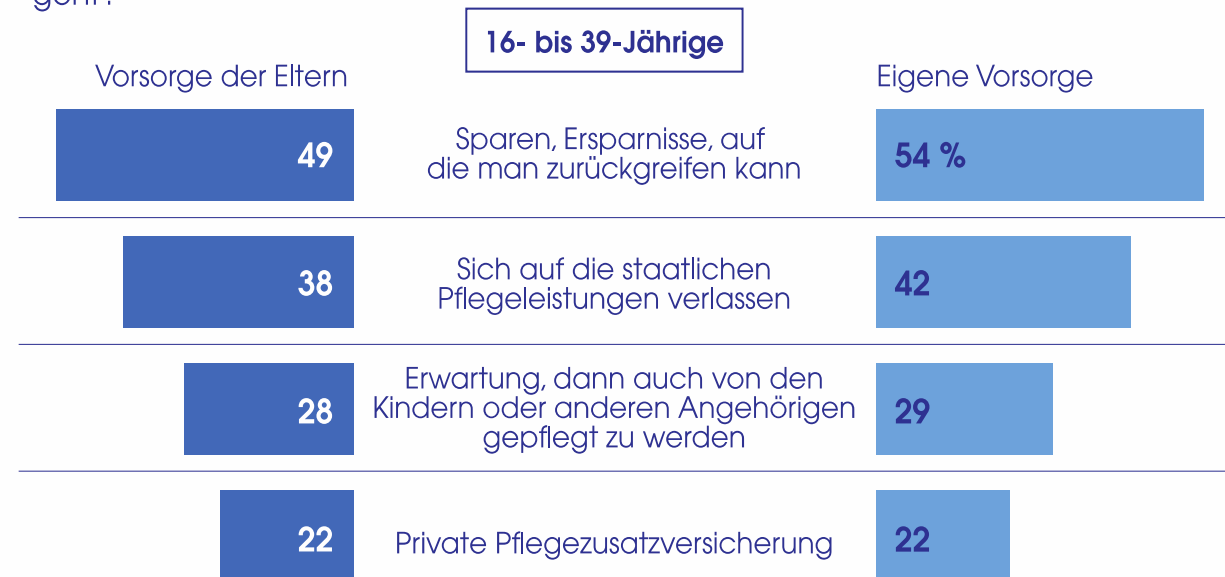 16- bis 39-Jährige
Vorsorge der Eltern
Eigene Vorsorge
49
Sparen, Ersparnisse, auf
die man zurückgreifen kann
54 %
38
Sich auf die staatlichen
Pflegeleistungen verlassen
42
28
Erwartung, dann auch von den
Kindern oder anderen Angehörigen
gepflegt zu werden
29
22
Private Pflegezusatzversicherung
22